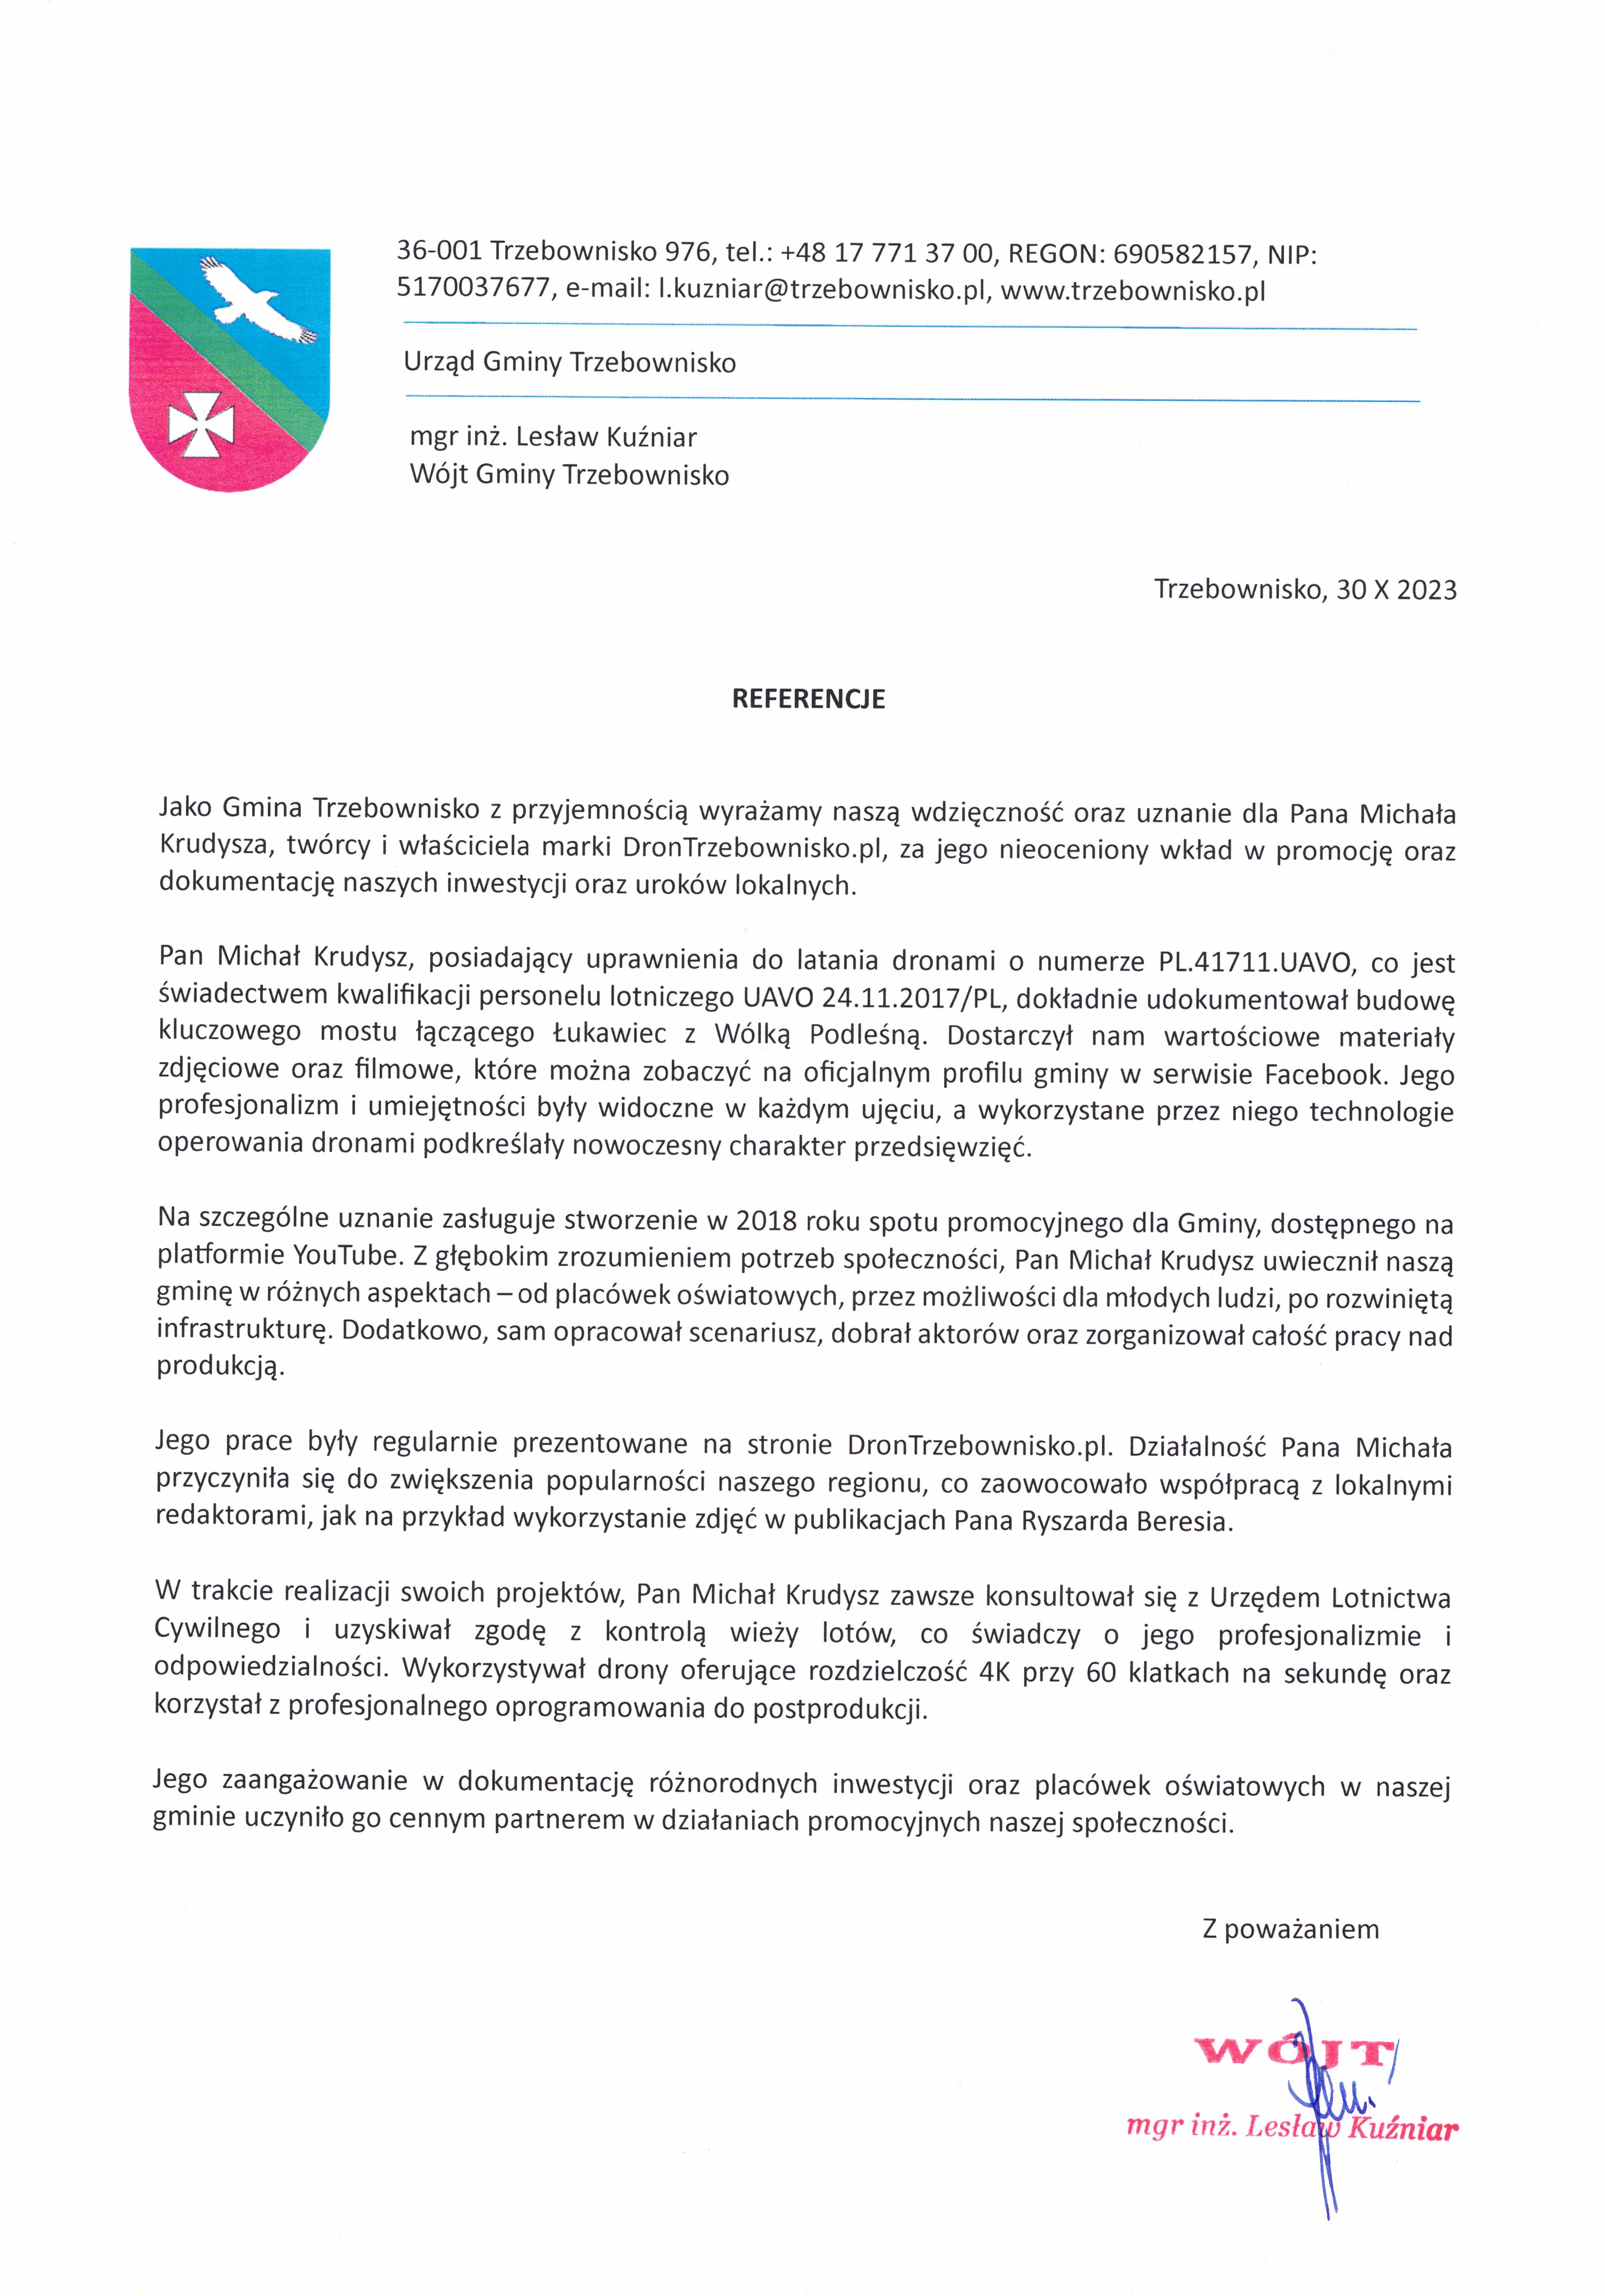 36-001 Trzebownisko 976, tel.: +48 17 771 37 00, REGON: 690582157, NIP:
5170037677, e-mail: l.kuzniar@trzebownisko.pl, www.trzebownisko.pl
Urząd Gminy Trzebownisko
mgr inż. Lesław Kuźniar
Wójt Gminy Trzebownisko
Trzebownisko, 30 X 2023
REFERENCJE
Jako Gmina Trzebownisko z przyjemnością wyrażamy naszą wdzięczność oraz uznanie dla Pana Michała
Krudysza, twórcy i właściciela marki DronTrzebownisko.pl, za jego nieoceniony wkład w promocję oraz
dokumentację naszych inwestycji oraz uroków lokalnych.
Pan Michał Krudysz, posiadający uprawnienia do latania dronami o numerze PL.41711.UAVO, co jest
świadectwem kwalifikacji personelu lotniczego UAVO 24.11.2017/PL, dokładnie udokumentował budowę
kluczowego mostu łączącego Łukawiec z Wólką Podleśną. Dostarczył nam wartościowe materiały
zdjęciowe oraz filmowe, które można zobaczyć na oficjalnym profilu gminy w serwisie Facebook. Jego
profesjonalizm i umiejętności były widoczne w każdym ujęciu, a wykorzystane przez niego technologie
operowania dronami podkreślały nowoczesny charakter przedsięwzięć.
Na szczególne uznanie zasługuje stworzenie w 2018 roku spotu promocyjnego dla Gminy, dostępnego na
platformie YouTube. Z głębokim zrozumieniem potrzeb społeczności, Pan Michał Krudysz uwiecznił naszą
gminę w różnych aspektach – od placówek oświatowych, przez możliwości dla młodych ludzi, po rozwiniętą
infrastrukturę. Dodatkowo, sam opracował scenariusz, dobrał aktorów oraz zorganizował całość pracy nad
produkcją.
Jego prace były regularnie prezentowane na stronie DronTrzebownisko.pl. Działalność Pana Michała
przyczyniła się do zwiększenia popularności naszego regionu, co zaowocowało współpracą z lokalnymi
redaktorami, jak na przykład wykorzystanie zdjęć w publikacjach Pana Ryszarda Beresia.
W trakcie realizacji swoich projektów, Pan Michał Krudysz zawsze konsultował się z Urzędem Lotnictwa
Cywilnego i uzyskiwał zgodę z kontrolą wieży lotów, co świadczy o jego profesjonalizmie i
odpowiedzialności. Wykorzystywał drony oferujące rozdzielczość 4K przy 60 klatkach na sekundę oraz
korzystał z profesjonalnego oprogramowania do postprodukcji.
Jego zaangażowanie w dokumentację różnorodnych inwestycji oraz placówek oświatowych w naszej
gminie uczyniło go cennym partnerem w działaniach promocyjnych naszej społeczności.
Z poważaniem
WÓJT
mgr inż. Lesław Kuźniar